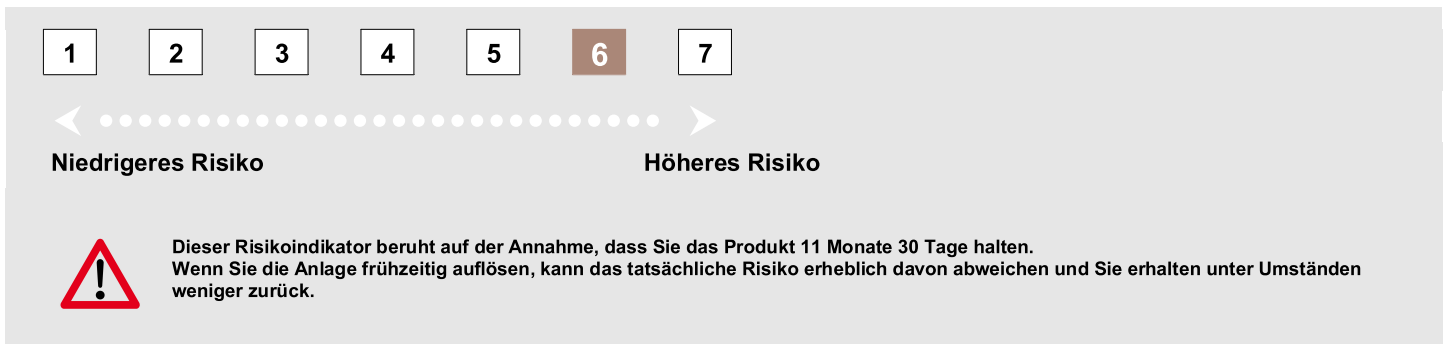 1 2 3 4 5 6 7
Niedrigeres Risiko Höheres Risiko
Dieser Risikoindikator beruht auf der Annahme, dass Sie das Produkt 11 Monate 30 Tage halten.
Wenn Sie die Anlage frühzeitig auflösen, kann das tatsächliche Risiko erheblich davon abweichen und Sie erhalten unter Umständen
weniger zurück.